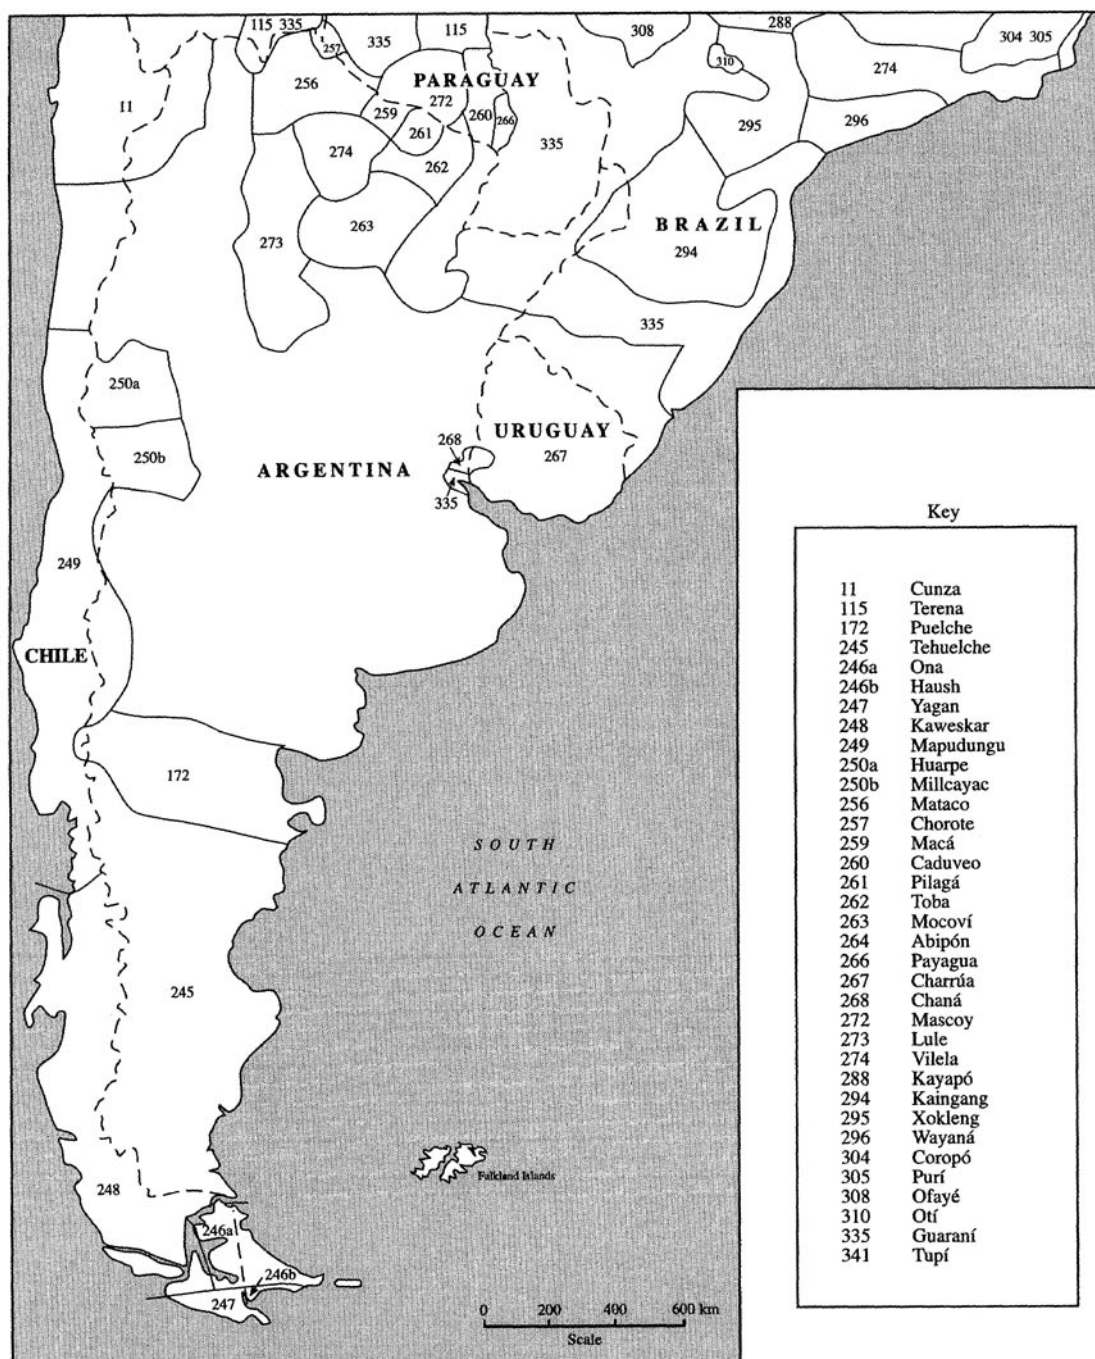 115 335
335
115
308
288
304 305
257
310
274
11
256
PARAGUAY
272
259
260
266
261
295
296
274
335
262
263
BRAZIL
273
294
335
250a
250b
268
URUGUAY
267
ARGENTINA
335
249
CHILE
172
SOUTH
ATLANTIC
OCEAN
245
Falkland Islands
248
246a
246b
247
0 200 400 600 km
Scale
Key
11 Cunza
115 Terena
172 Puelche
245 Tehuelche
246a Ona
246b Haush
247 Yagan
248 Kaweskar
249 Mapudungu
250a Huarpe
250b Millcayac
256 Mataco
257 Chorote
259 Macá
260 Caduveo
261 Pilagá
262 Toba
263 Mocoví
264 Abipón
266 Payagua
267 Charrúa
268 Chaná
272 Mascoy
273 Lule
274 Vilela
288 Kayapó
294 Kaingang
295 Xokleng
296 Wayaná
304 Coropó
305 Purí
308 Ofayé
310 Otí
335 Guaraní
341 Tupí